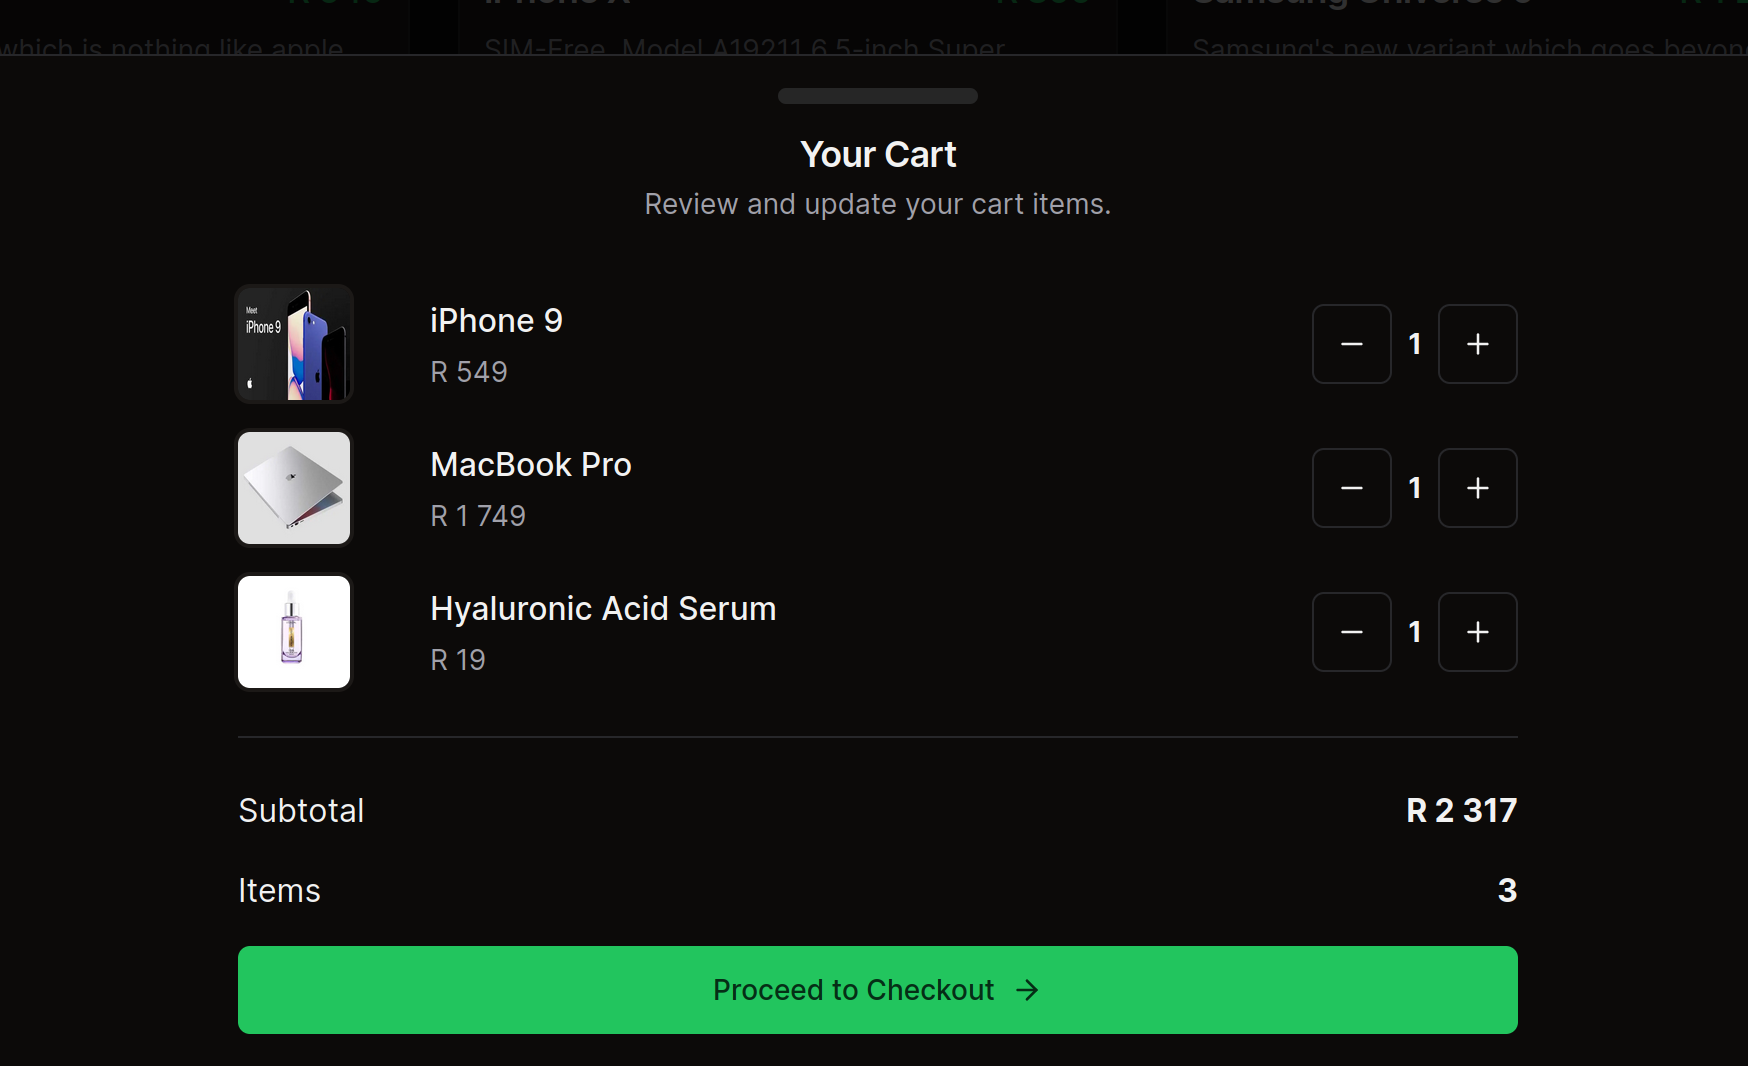 which is nothing like apple
SIM-Free, Model A19211 6.5-inch Super
Samsung's new variant which goes beyond
Your Cart
Review and update your cart items.
Meet
iPhone 9
iPhone 9
R 549
1
MacBook Pro
R 1 749
1
Hyaluronic Acid Serum
R 19
1
Subtotal
R 2 317
Items
3
Proceed to Checkout